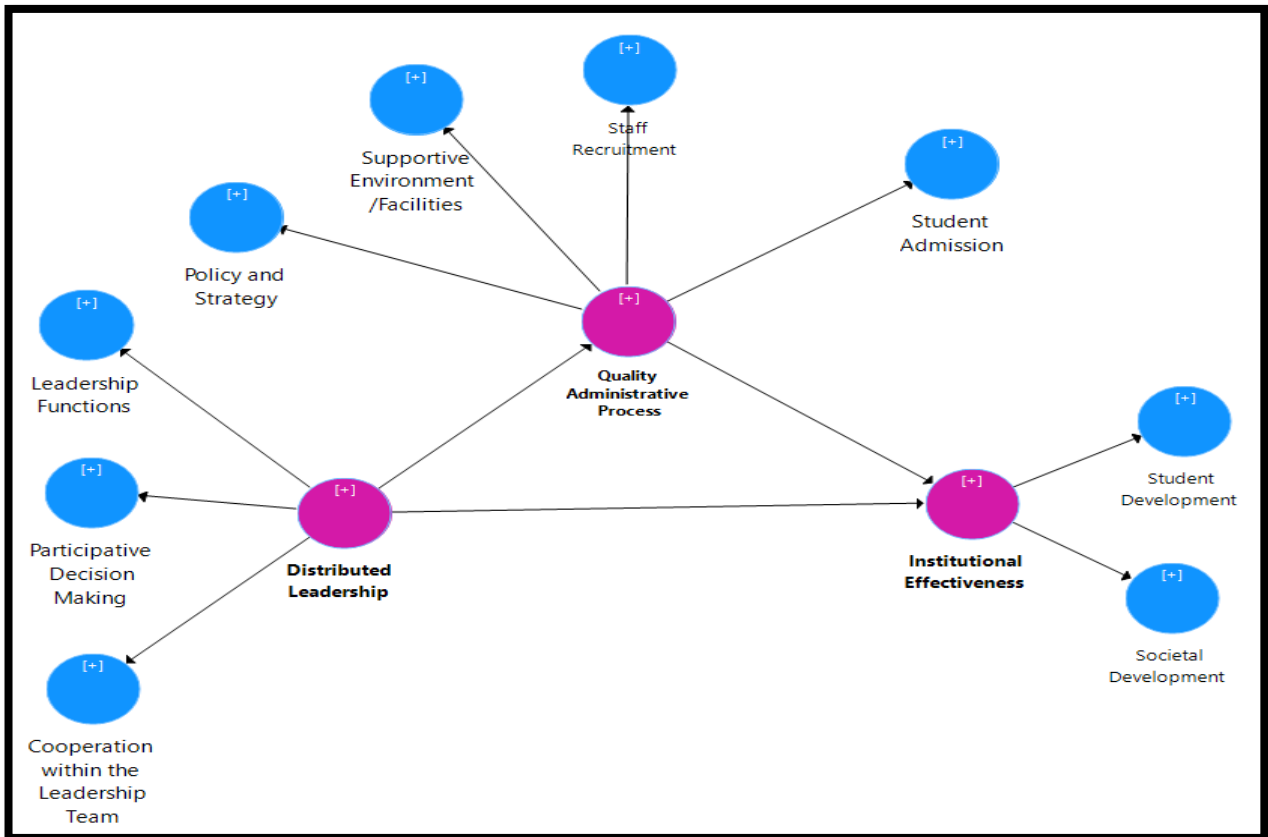 [+]
Staff
Recruitment
[+]
Supportive
Environment
/Facilities
[+]
Student
Admission
[+]
Policy and
Strategy
[+]
Leadership
Functions
[+]
Quality
Administrative
Process
[+]
Student
Development
[+]
Participative
Decision
Making
[+]
Distributed
Leadership
[+]
Institutional
Effectiveness
[+]
Societal
Development
[+]
Cooperation
within the
Leadership
Team